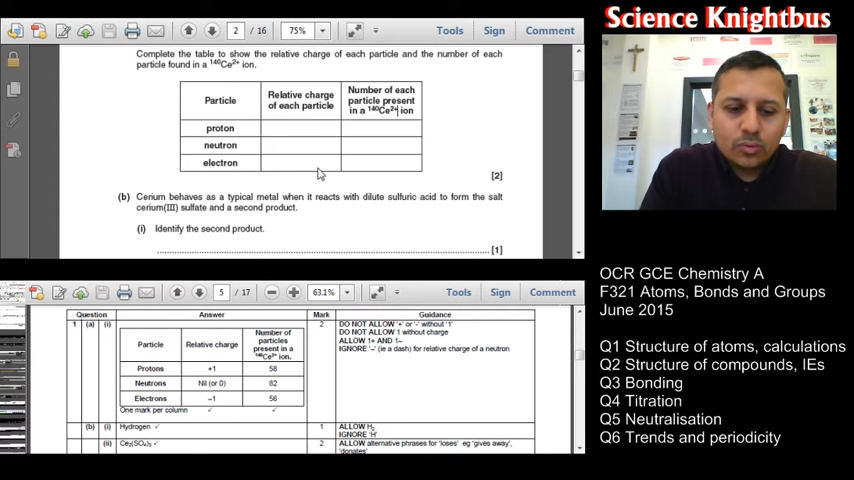 Science Knightbus
2 / 16
75%
Tools
Sign
Comment
Complete the table to show the relative charge of each particle and the number of each
particle found in a ¹⁴⁰Ce²⁺ ion.
Particle
Relative charge
of each particle
Number of each
particle present
in a ¹⁴⁰Ce²⁺ ion
proton
neutron
electron
[2]
(b) Cerium behaves as a typical metal when it reacts with dilute sulfuric acid to form the salt
cerium(III) sulfate and a second product.
(i) Identify the second product.
[1]
5 / 17
63.1%
Tools
Sign
Comment
Question Answer Mark Guidance
1 (a) (i)
Particle
Relative charge
Number of
particles
present in a
¹⁴⁰Ce²⁺ ion.
Protons +1 58
Neutrons Nil (or 0) 82
Electrons −1 56
One mark per column ✓ ✓
2
DO NOT ALLOW '+' or '-' without '1'
DO NOT ALLOW 1 without charge
ALLOW 1+ AND 1–
IGNORE '–' (ie a dash) for relative charge of a neutron
(b) (i) Hydrogen ✓ 1 ALLOW H₂
IGNORE 'H'
(ii) Ce₂(SO₄)₃ ✓ 2 ALLOW alternative phrases for 'loses' eg 'gives away',
'donates'
OCR GCE Chemistry A
F321 Atoms, Bonds and Groups
June 2015
Q1 Structure of atoms, calculations
Q2 Structure of compounds, IEs
Q3 Bonding
Q4 Titration
Q5 Neutralisation
Q6 Trends and periodicity